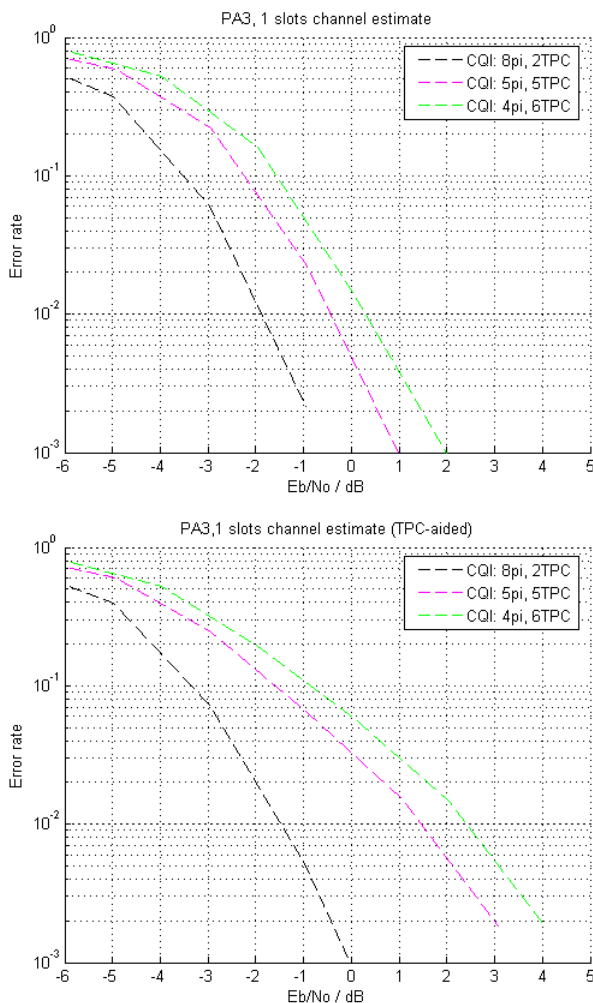 PA3, 1 slots channel estimate
10^0
10^-1
10^-2
10^-3
Error rate
CQI: 8pi, 2TPC
CQI: 5pi, 5TPC
CQI: 4pi, 6TPC
-6 -5 -4 -3 -2 -1 0 1 2 3 4 5
Eb/No / dB
PA3,1 slots channel estimate (TPC-aided)
10^0
10^-1
10^-2
10^-3
Error rate
CQI: 8pi, 2TPC
CQI: 5pi, 5TPC
CQI: 4pi, 6TPC
-6 -5 -4 -3 -2 -1 0 1 2 3 4 5
Eb/No / dB